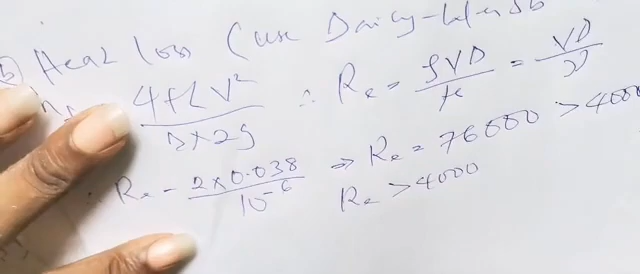 b) Head loss (use Darcy-
4fLV²/D×2g ∴ Re = ρVD/μ = VD/ν
∴ Re = 2×0.038/10⁻⁶ ⇒ Re = 76000 > 4000
Re > 4000